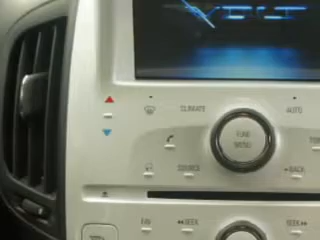 VOLT
CLIMATE
AUTO
TUNE
MENU
SOURCE
BACK
FAV
SEEK
SEEK